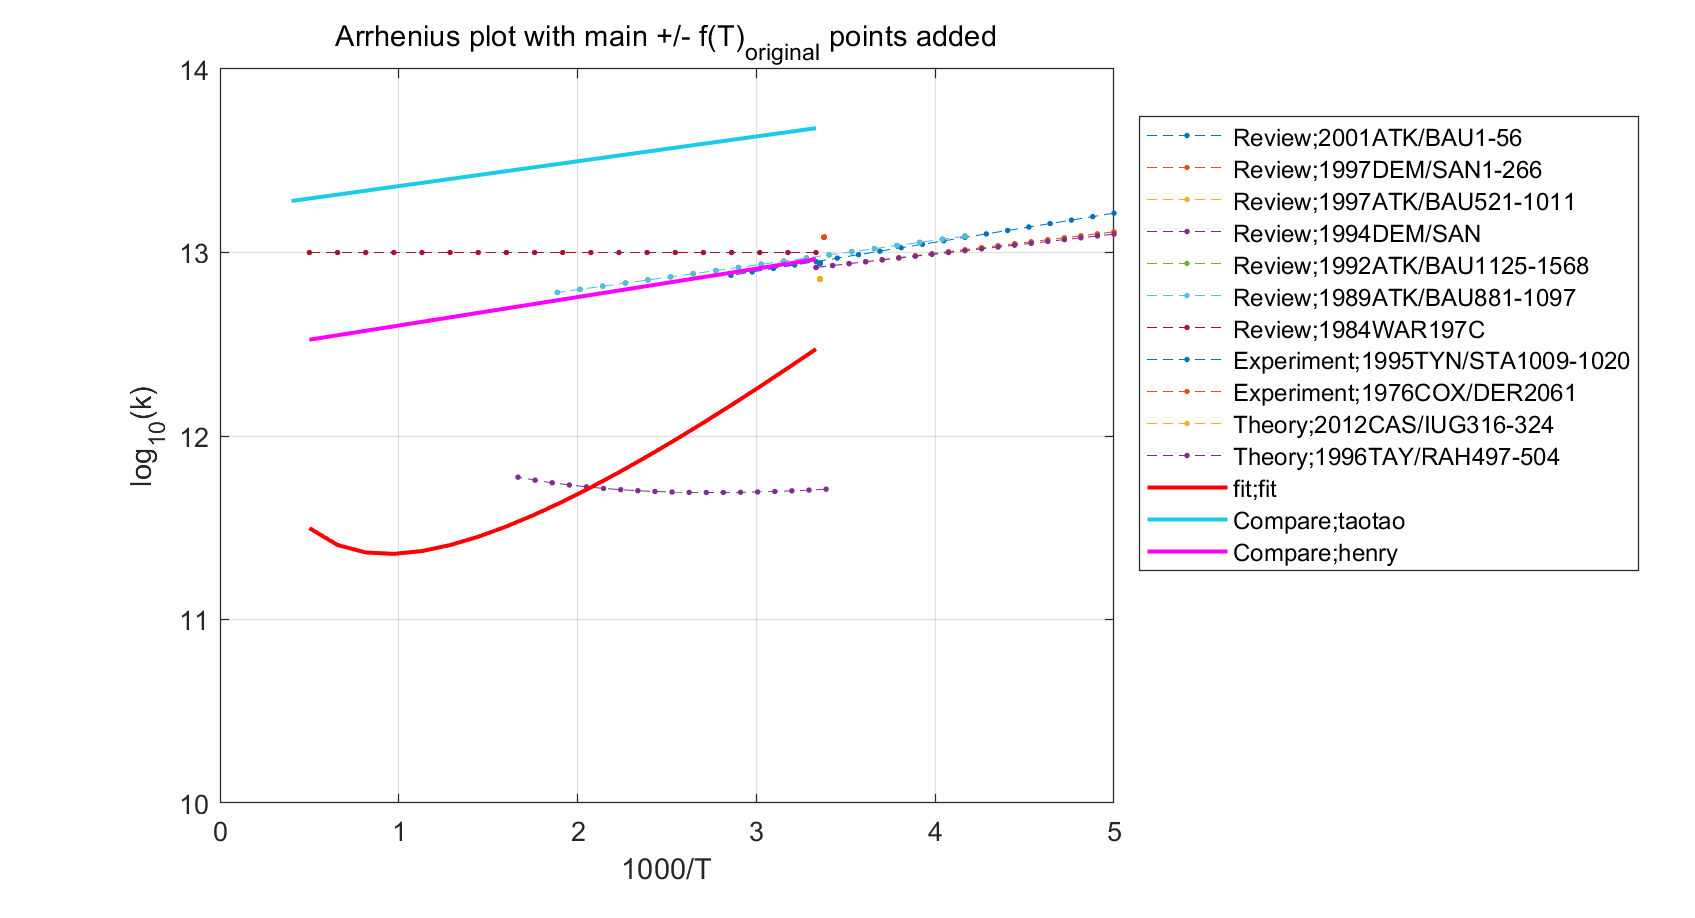 Arrhenius plot with main +/- f(T)original points added
14
13
12
11
10
log10(k)
0 1 2 3 4 5
1000/T
Review;2001ATK/BAU1-56
Review;1997DEM/SAN1-266
Review;1997ATK/BAU521-1011
Review;1994DEM/SAN
Review;1992ATK/BAU1125-1568
Review;1989ATK/BAU881-1097
Review;1984WAR197C
Experiment;1995TYN/STA1009-1020
Experiment;1976COX/DER2061
Theory;2012CAS/IUG316-324
Theory;1996TAY/RAH497-504
fit;fit
Compare;taotao
Compare;henry